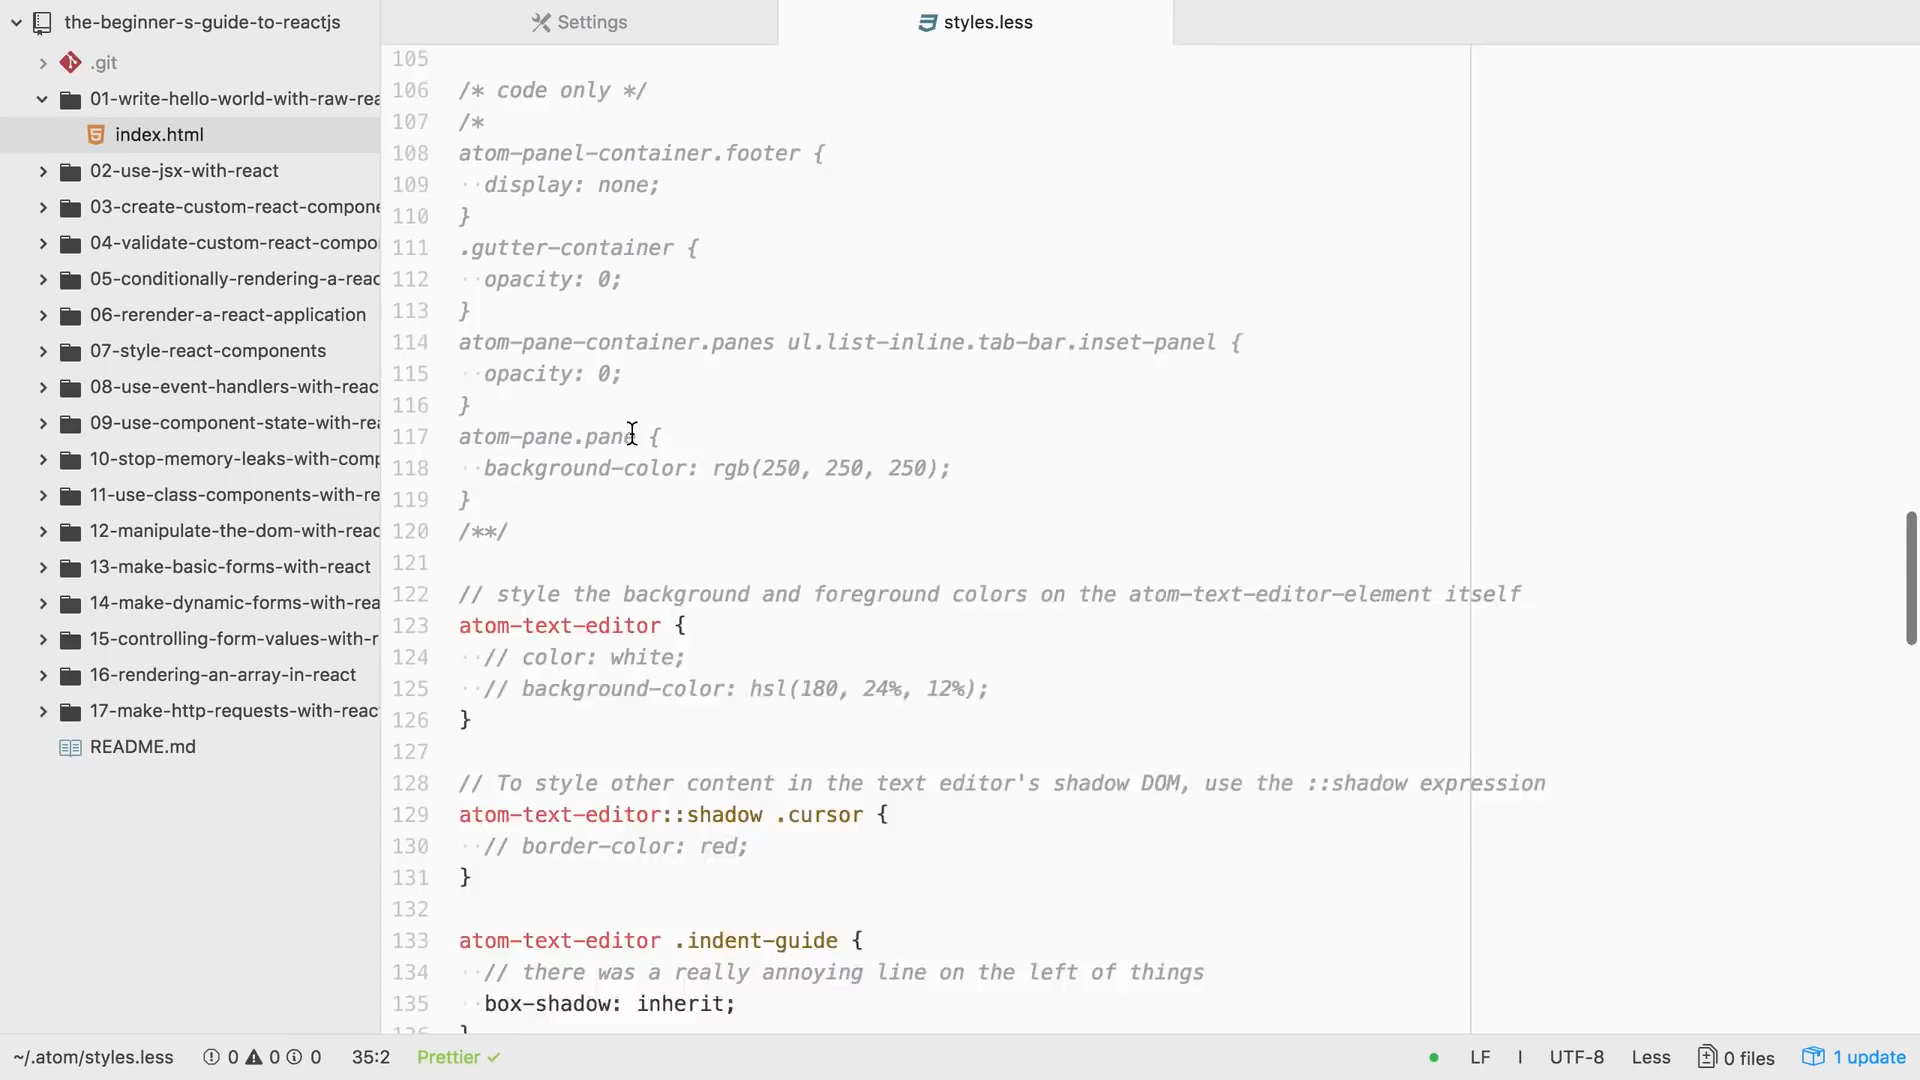 the-beginner-s-guide-to-reactjs
.git
01-write-hello-world-with-raw-rea
index.html
02-use-jsx-with-react
03-create-custom-react-compone
04-validate-custom-react-compo
05-conditionally-rendering-a-reac
06-rerender-a-react-application
07-style-react-components
08-use-event-handlers-with-reac
09-use-component-state-with-rea
10-stop-memory-leaks-with-comp
11-use-class-components-with-re
12-manipulate-the-dom-with-reac
13-make-basic-forms-with-react
14-make-dynamic-forms-with-rea
15-controlling-form-values-with-r
16-rendering-an-array-in-react
17-make-http-requests-with-reac
README.md
Settings
styles.less
105
106 /* code only */
107 /*
108 atom-panel-container.footer {
109 ··display: none;
110 }
111 .gutter-container {
112 ··opacity: 0;
113 }
114 atom-pane-container.panes ul.list-inline.tab-bar.inset-panel {
115 ··opacity: 0;
116 }
117 atom-pane.pane {
118 ··background-color: rgb(250, 250, 250);
119 }
120 /**/
121
122 // style the background and foreground colors on the atom-text-editor-element itself
123 atom-text-editor {
124 ··// color: white;
125 ··// background-color: hsl(180, 24%, 12%);
126 }
127
128 // To style other content in the text editor's shadow DOM, use the ::shadow expression
129 atom-text-editor::shadow .cursor {
130 ··// border-color: red;
131 }
132
133 atom-text-editor .indent-guide {
134 ··// there was a really annoying line on the left of things
135 ··box-shadow: inherit;
136 }
~/.atom/styles.less 0 0 0 35:2 Prettier ✓ LF I UTF-8 Less 0 files 1 update